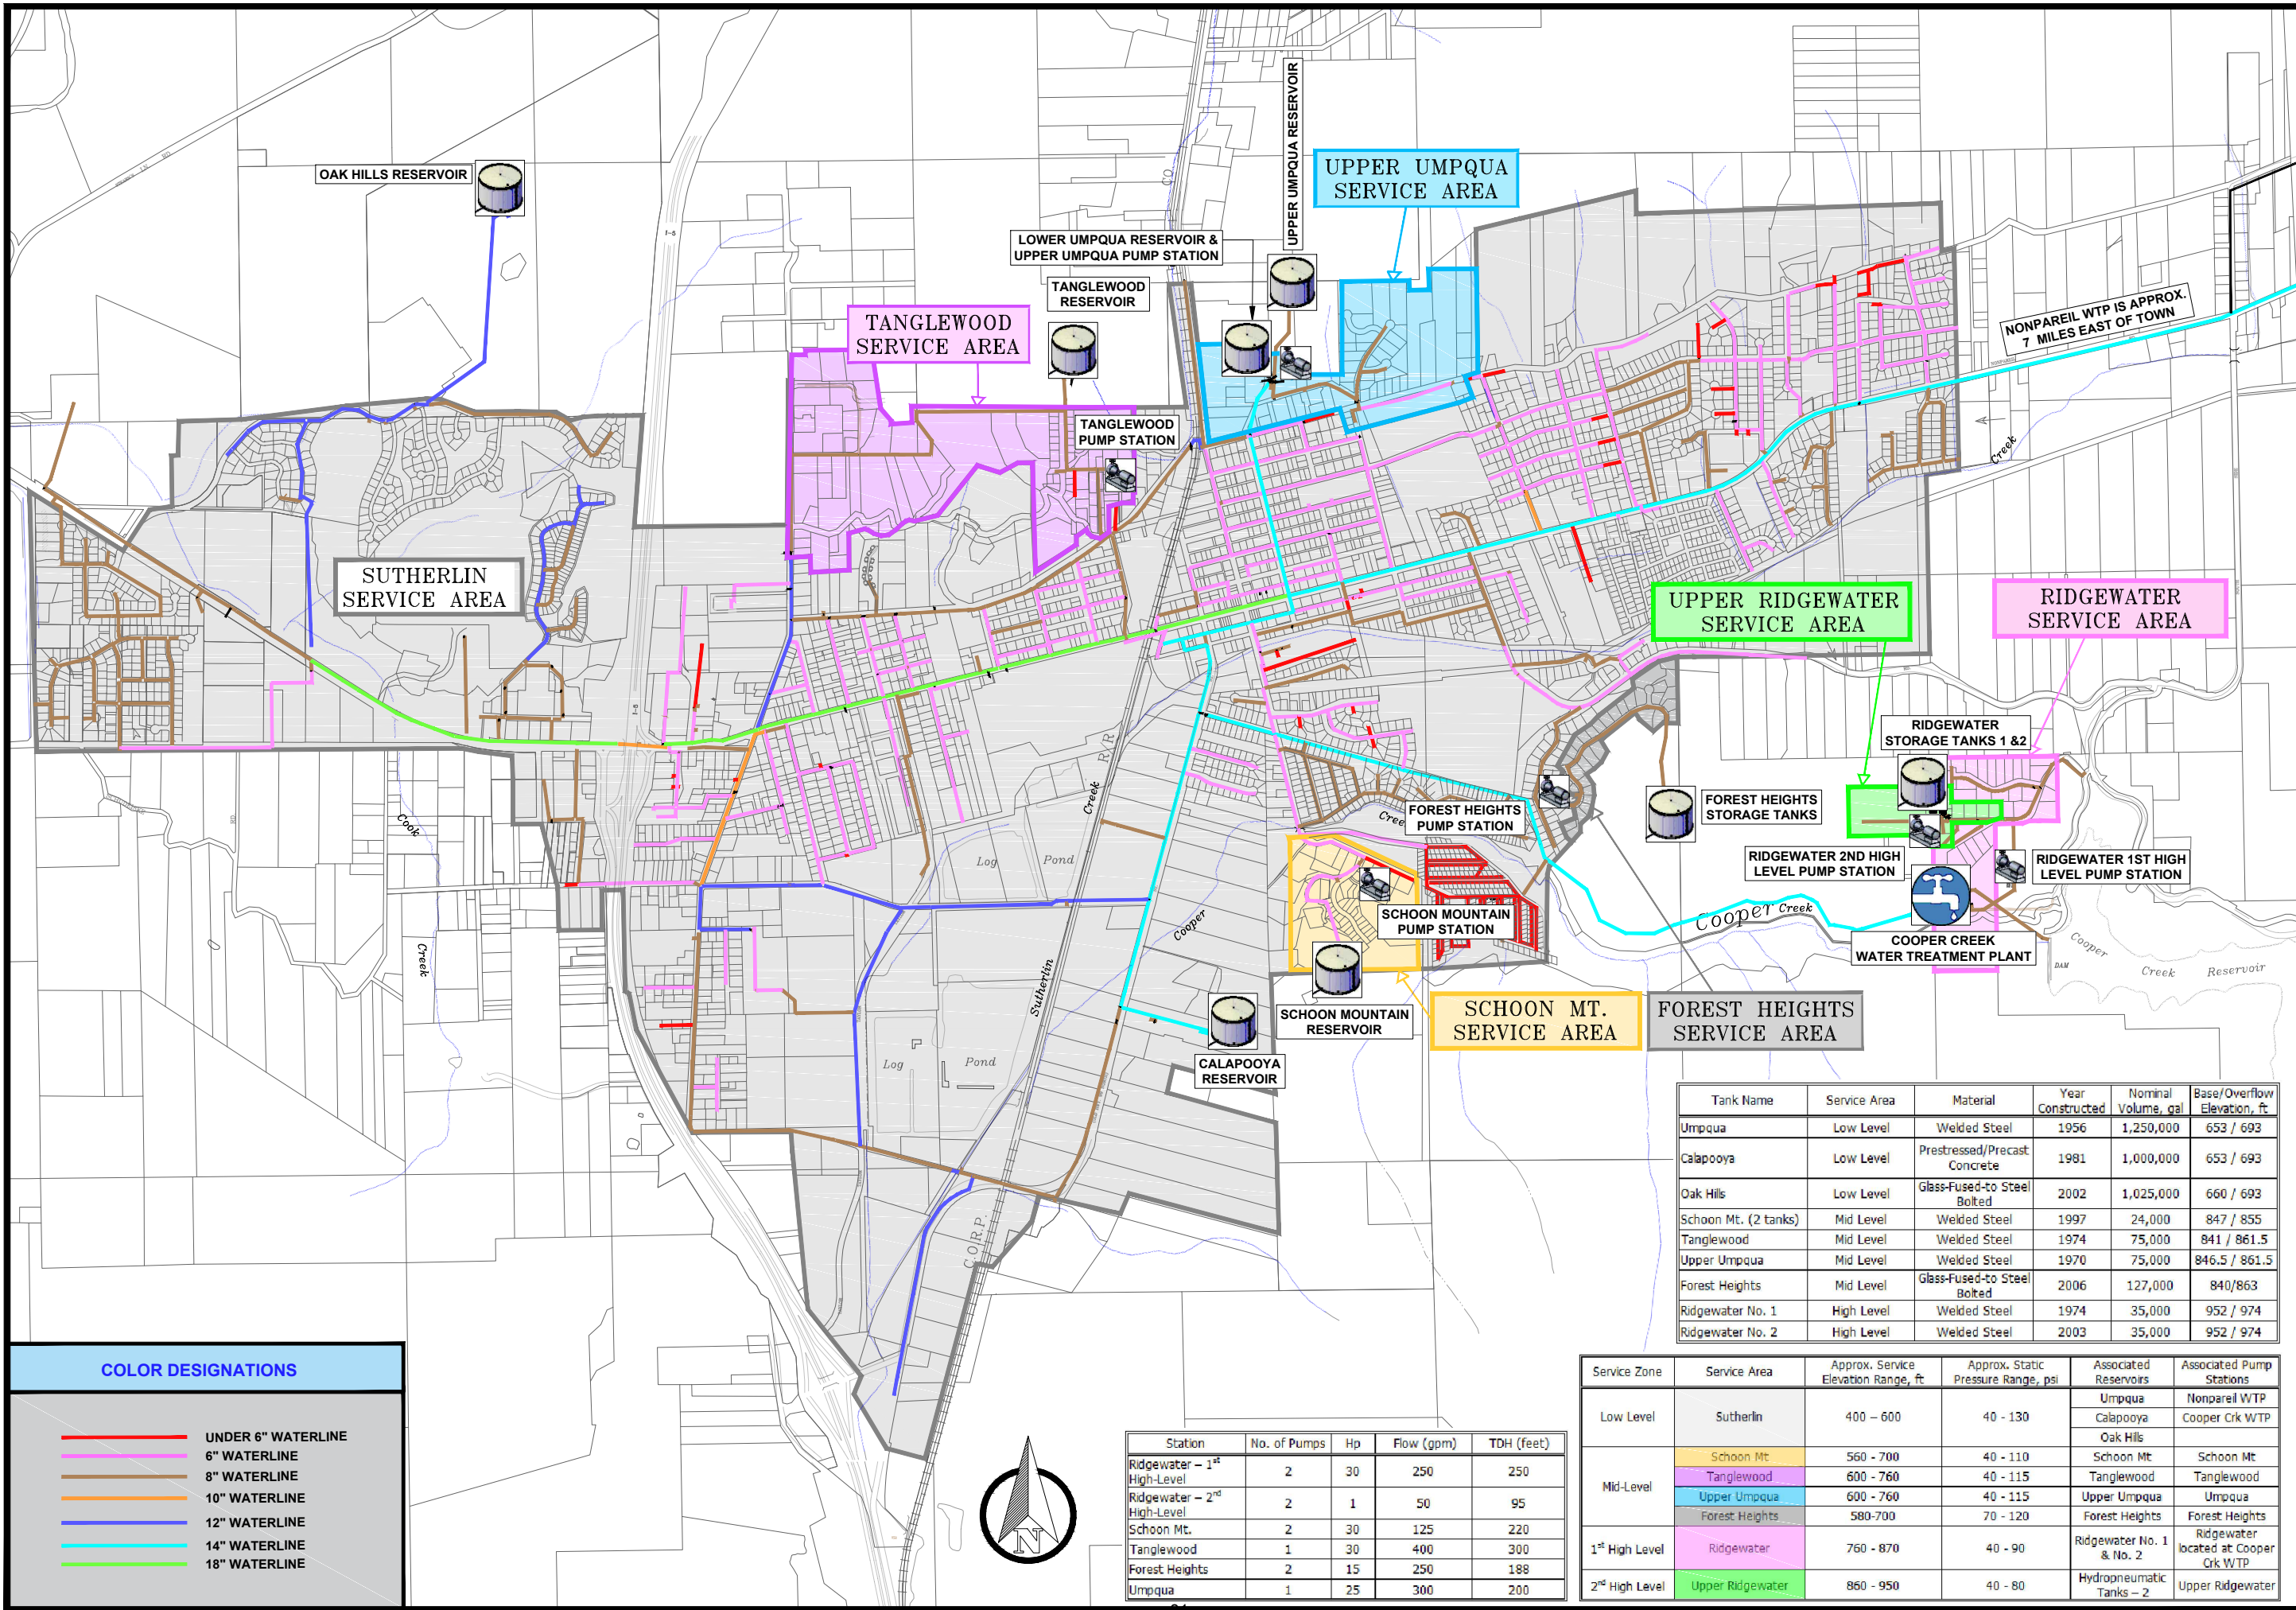 OAK HILLS RESERVOIR
UPPER UMPQUA RESERVOIR
UPPER UMPQUA
SERVICE AREA
LOWER UMPQUA RESERVOIR &
UPPER UMPQUA PUMP STATION
TANGLEWOOD
RESERVOIR
TANGLEWOOD
SERVICE AREA
TANGLEWOOD
PUMP STATION
NONPAREIL WTP IS APPROX.
7 MILES EAST OF TOWN
CO
I-5
Creek
SUTHERLIN
SERVICE AREA
UPPER RIDGEWATER
SERVICE AREA
RIDGEWATER
SERVICE AREA
I-5
RIDGEWATER
STORAGE TANKS 1 &2
R/R
Creek
Cook
Creek
Log Pond
FOREST HEIGHTS
PUMP STATION
FOREST HEIGHTS
STORAGE TANKS
RIDGEWATER 2ND HIGH
LEVEL PUMP STATION
RIDGEWATER 1ST HIGH
LEVEL PUMP STATION
SCHOON MOUNTAIN
PUMP STATION
Cooper Creek
COOPER CREEK
WATER TREATMENT PLANT
Cooper
Sutherlin
DAM
Cooper Creek Reservoir
SCHOON MOUNTAIN
RESERVOIR
SCHOON MT.
SERVICE AREA
FOREST HEIGHTS
SERVICE AREA
Log Pond
CALAPOOYA
RESERVOIR
C.O.R.P.
Tank Name Service Area Material Year Constructed Nominal Volume, gal Base/Overflow Elevation, ft
Umpqua Low Level Welded Steel 1956 1,250,000 653 / 693
Calapooya Low Level Prestressed/Precast Concrete 1981 1,000,000 653 / 693
Oak Hills Low Level Glass-Fused-to Steel Bolted 2002 1,025,000 660 / 693
Schoon Mt. (2 tanks) Mid Level Welded Steel 1997 24,000 847 / 855
Tanglewood Mid Level Welded Steel 1974 75,000 841 / 861.5
Upper Umpqua Mid Level Welded Steel 1970 75,000 846.5 / 861.5
Forest Heights Mid Level Glass-Fused-to Steel Bolted 2006 127,000 840/863
Ridgewater No. 1 High Level Welded Steel 1974 35,000 952 / 974
Ridgewater No. 2 High Level Welded Steel 2003 35,000 952 / 974
COLOR DESIGNATIONS
UNDER 6" WATERLINE
6" WATERLINE
8" WATERLINE
10" WATERLINE
12" WATERLINE
14" WATERLINE
18" WATERLINE
N
Station No. of Pumps Hp Flow (gpm) TDH (feet)
Ridgewater – 1st High-Level 2 30 250 250
Ridgewater – 2nd High-Level 2 1 50 95
Schoon Mt. 2 30 125 220
Tanglewood 1 30 400 300
Forest Heights 2 15 250 188
Umpqua 1 25 300 200
Service Zone Service Area Approx. Service Elevation Range, ft Approx. Static Pressure Range, psi Associated Reservoirs Associated Pump Stations
Low Level Sutherlin 400 – 600 40 - 130 Umpqua Nonpareil WTP
Calapooya Cooper Crk WTP
Oak Hills
Mid-Level Schoon Mt 560 - 700 40 - 110 Schoon Mt Schoon Mt
Tanglewood 600 - 760 40 - 115 Tanglewood Tanglewood
Upper Umpqua 600 - 760 40 - 115 Upper Umpqua Umpqua
Forest Heights 580-700 70 - 120 Forest Heights Forest Heights
1st High Level Ridgewater 760 - 870 40 - 90 Ridgewater No. 1 & No. 2 Ridgewater located at Cooper Crk WTP
2nd High Level Upper Ridgewater 860 - 950 40 - 80 Hydropneumatic Tanks – 2 Upper Ridgewater